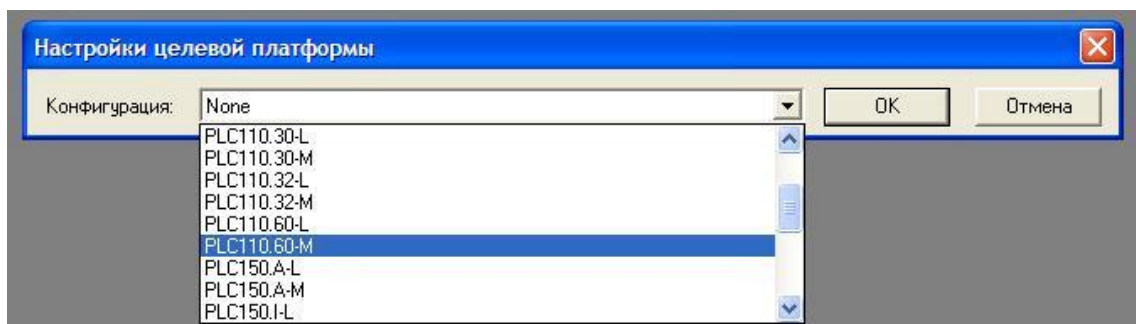 Настройки целевой платформы
Конфигурация: None OK Отмена
PLC110.30-L
PLC110.30-M
PLC110.32-L
PLC110.32-M
PLC110.60-L
PLC110.60-M
PLC150.A-L
PLC150.A-M
PLC150.I-L